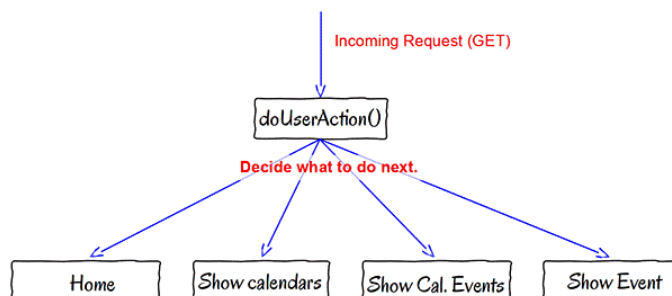 Incoming Request (GET)
doUserAction()
Decide what to do next.
Home
Show calendars
Show Cal. Events
Show Event